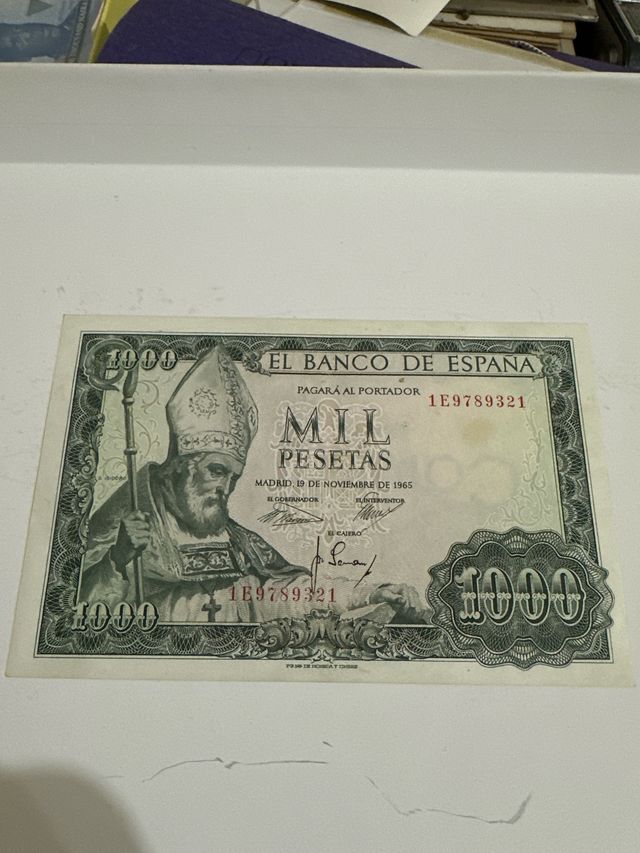 1000
EL BANCO DE ESPAÑA
PAGARÁ AL PORTADOR
1E9789321
MIL
PESETAS
MADRID, 19 DE NOVIEMBRE DE 1965
EL GOBERNADOR
EL INTERVENTOR
EL CAJERO
1E9789321
1000
1000